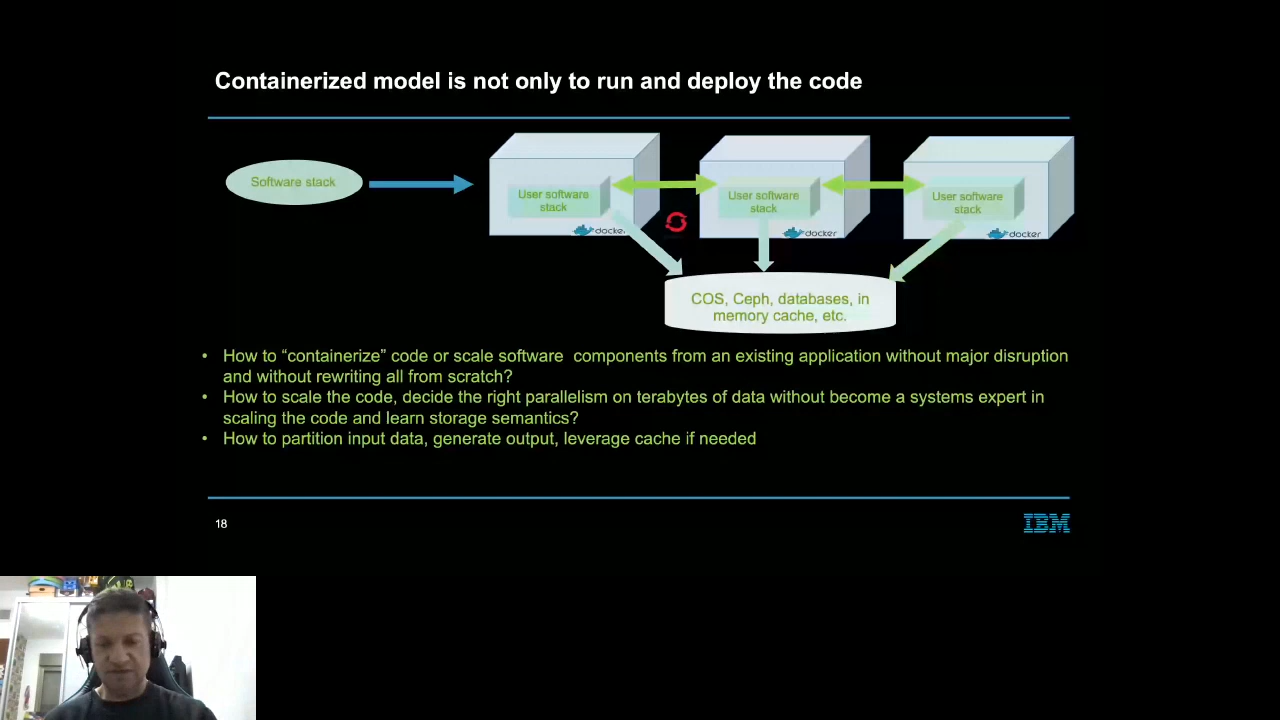 Containerized model is not only to run and deploy the code
Software stack
User software
stack
docker
User software
stack
docker
User software
stack
docker
COS, Ceph, databases, in
memory cache, etc.
• How to “containerize” code or scale software components from an existing application without major disruption
and without rewriting all from scratch?
• How to scale the code, decide the right parallelism on terabytes of data without become a systems expert in
scaling the code and learn storage semantics?
• How to partition input data, generate output, leverage cache if needed
18
IBM